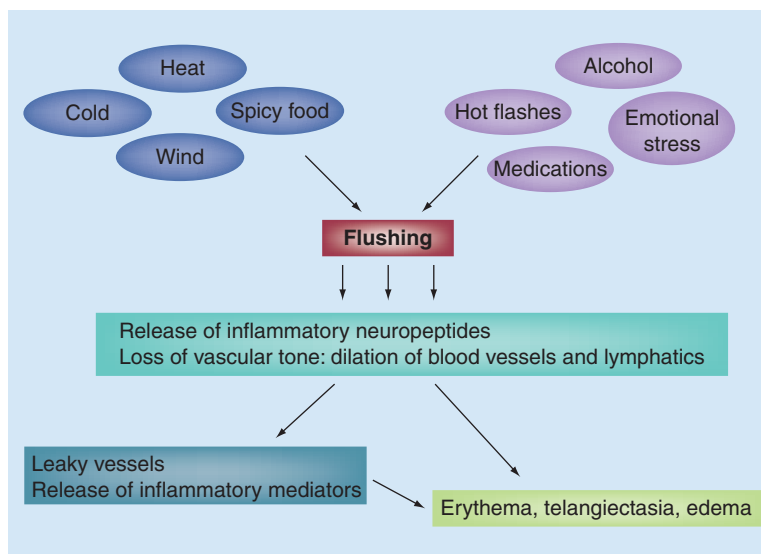 Heat
Cold
Spicy food
Wind
Alcohol
Hot flashes
Emotional
stress
Medications
Flushing
Release of inflammatory neuropeptides
Loss of vascular tone: dilation of blood vessels and lymphatics
Leaky vessels
Release of inflammatory mediators
Erythema, telangiectasia, edema